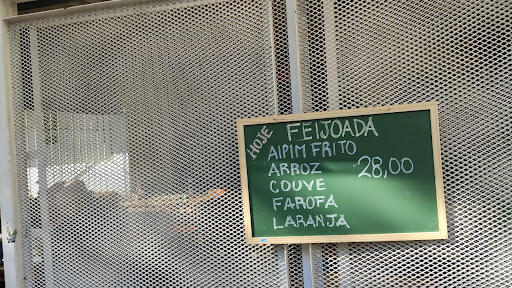 HOJE FEIJOADA
AIPIM FRITO
ARROZ 28,00
COUVE
FAROFA
LARANJA